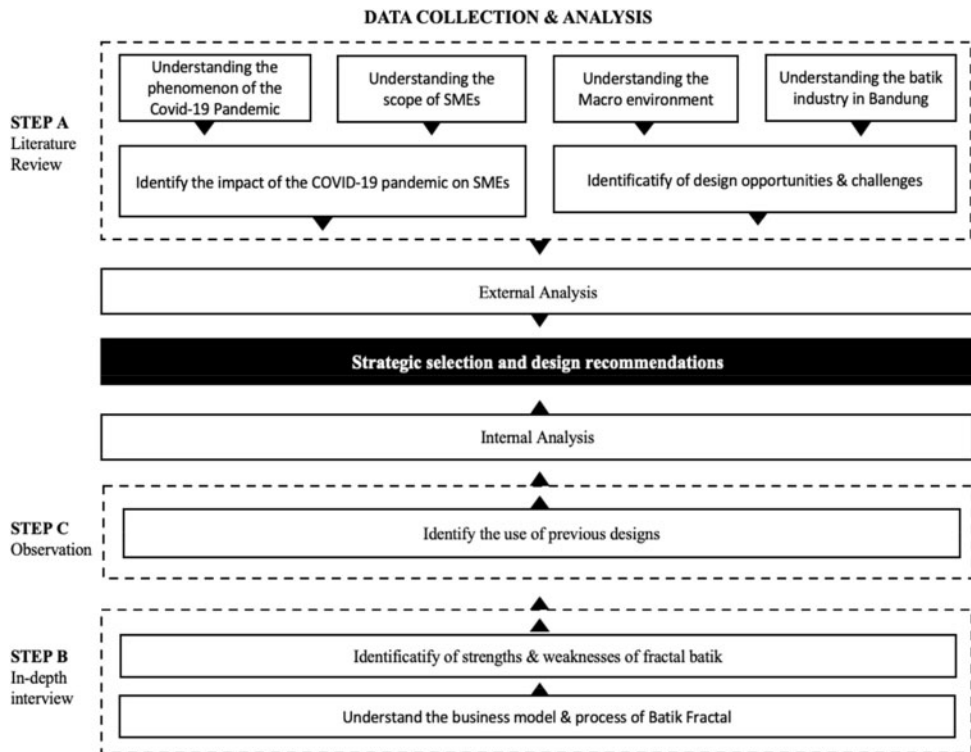 DATA COLLECTION & ANALYSIS
STEP A
Literature
Review
Understanding the
phenomenon of the
Covid-19 Pandemic
Understanding the
scope of SMEs
Understanding the
Macro environment
Understanding the batik
industry in Bandung
Identify the impact of the COVID-19 pandemic on SMEs
Identificatify of design opportunities & challenges
External Analysis
Strategic selection and design recommendations
Internal Analysis
STEP C
Observation
Identify the use of previous designs
STEP B
In-depth
interview
Identificatify of strengths & weaknesses of fractal batik
Understand the business model & process of Batik Fractal